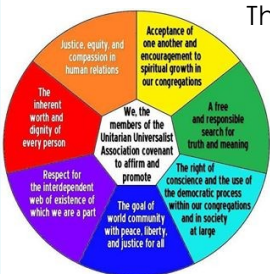 Th
Acceptance of
one another and
encouragement to
spiritual growth in
our congregations
A free
and responsible
search for
truth and meaning
The right of
conscience and the use of
the democratic process
within our congregations
and in society
at large
The goal of
world community
with peace, liberty,
and justice for all
Respect for
the interdependent
web of existence of
which we are a part
The
inherent
worth and
dignity of
every person
Justice, equity, and
compassion in
human relations
We, the
members of the
Unitarian Universalist
Association covenant
to affirm and
promote